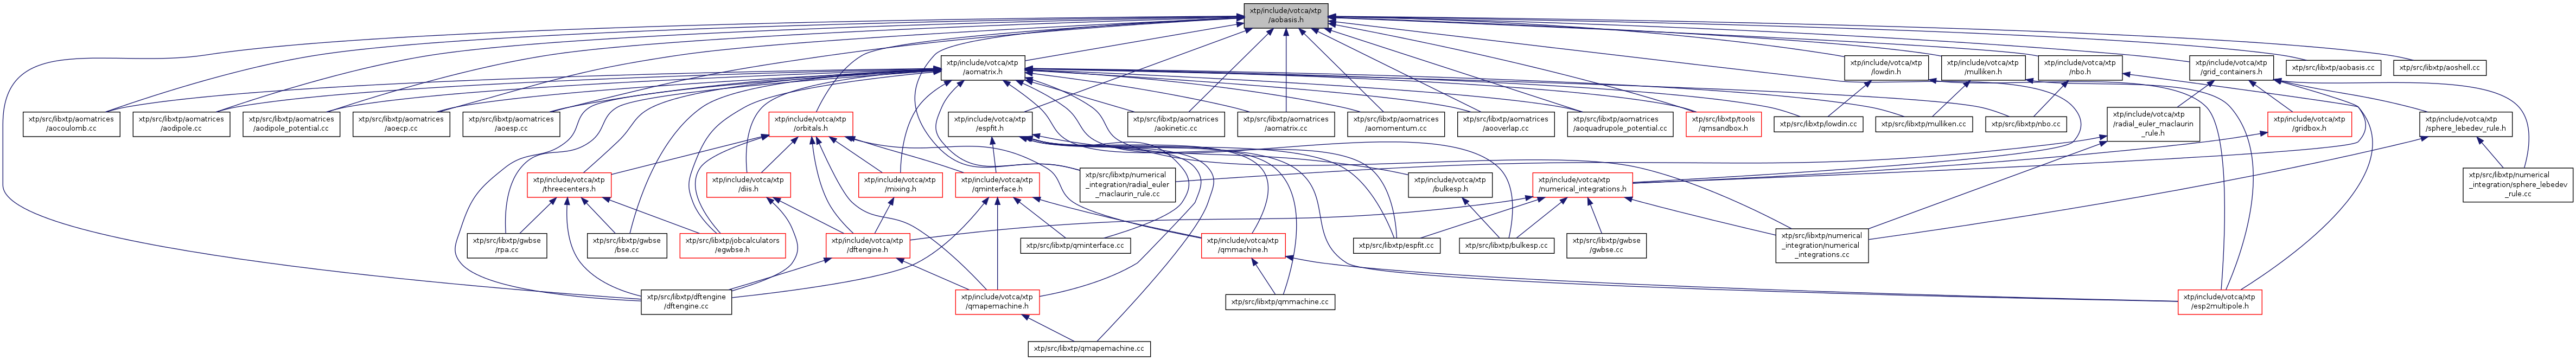 xtp/include/votca/xtp
/aobasis.h
xtp/include/votca/xtp
/aomatrix.h
xtp/include/votca/xtp
/lowdin.h
xtp/include/votca/xtp
/mulliken.h
xtp/include/votca/xtp
/nbo.h
xtp/include/votca/xtp
/grid_containers.h
xtp/src/libxtp/aobasis.cc
xtp/src/libxtp/aoshell.cc
xtp/src/libxtp/aomatrices
/aocoulomb.cc
xtp/src/libxtp/aomatrices
/aodipole.cc
xtp/src/libxtp/aomatrices
/aodipole_potential.cc
xtp/src/libxtp/aomatrices
/aoecp.cc
xtp/src/libxtp/aomatrices
/aoesp.cc
xtp/include/votca/xtp
/orbitals.h
xtp/include/votca/xtp
/espfit.h
xtp/src/libxtp/aomatrices
/aokinetic.cc
xtp/src/libxtp/aomatrices
/aomatrix.cc
xtp/src/libxtp/aomatrices
/aomomentum.cc
xtp/src/libxtp/aomatrices
/aooverlap.cc
xtp/src/libxtp/aomatrices
/aoquadrupole_potential.cc
xtp/src/libxtp/tools
/qmsandbox.h
xtp/src/libxtp/lowdin.cc
xtp/src/libxtp/mulliken.cc
xtp/src/libxtp/nbo.cc
xtp/include/votca/xtp
/radial_euler_maclaurin
_rule.h
xtp/include/votca/xtp
/gridbox.h
xtp/include/votca/xtp
/sphere_lebedev_rule.h
xtp/include/votca/xtp
/threecenters.h
xtp/include/votca/xtp
/diis.h
xtp/include/votca/xtp
/mixing.h
xtp/include/votca/xtp
/qminterface.h
xtp/src/libxtp/numerical
_integration/radial_euler
_maclaurin_rule.cc
xtp/include/votca/xtp
/bulkesp.h
xtp/include/votca/xtp
/numerical_integrations.h
xtp/src/libxtp/numerical
_integration/sphere_lebedev
_rule.cc
xtp/src/libxtp/gwbse
/rpa.cc
xtp/src/libxtp/gwbse
/bse.cc
xtp/src/libxtp/jobcalculators
/egwbse.h
xtp/include/votca/xtp
/dftengine.h
xtp/src/libxtp/qminterface.cc
xtp/include/votca/xtp
/qmmachine.h
xtp/src/libxtp/espfit.cc
xtp/src/libxtp/bulkesp.cc
xtp/src/libxtp/gwbse
/gwbse.cc
xtp/src/libxtp/numerical
_integration/numerical
_integrations.cc
xtp/src/libxtp/dftengine
/dftengine.cc
xtp/include/votca/xtp
/qmapemachine.h
xtp/src/libxtp/qmmachine.cc
xtp/include/votca/xtp
/esp2multipole.h
xtp/src/libxtp/qmapemachine.cc